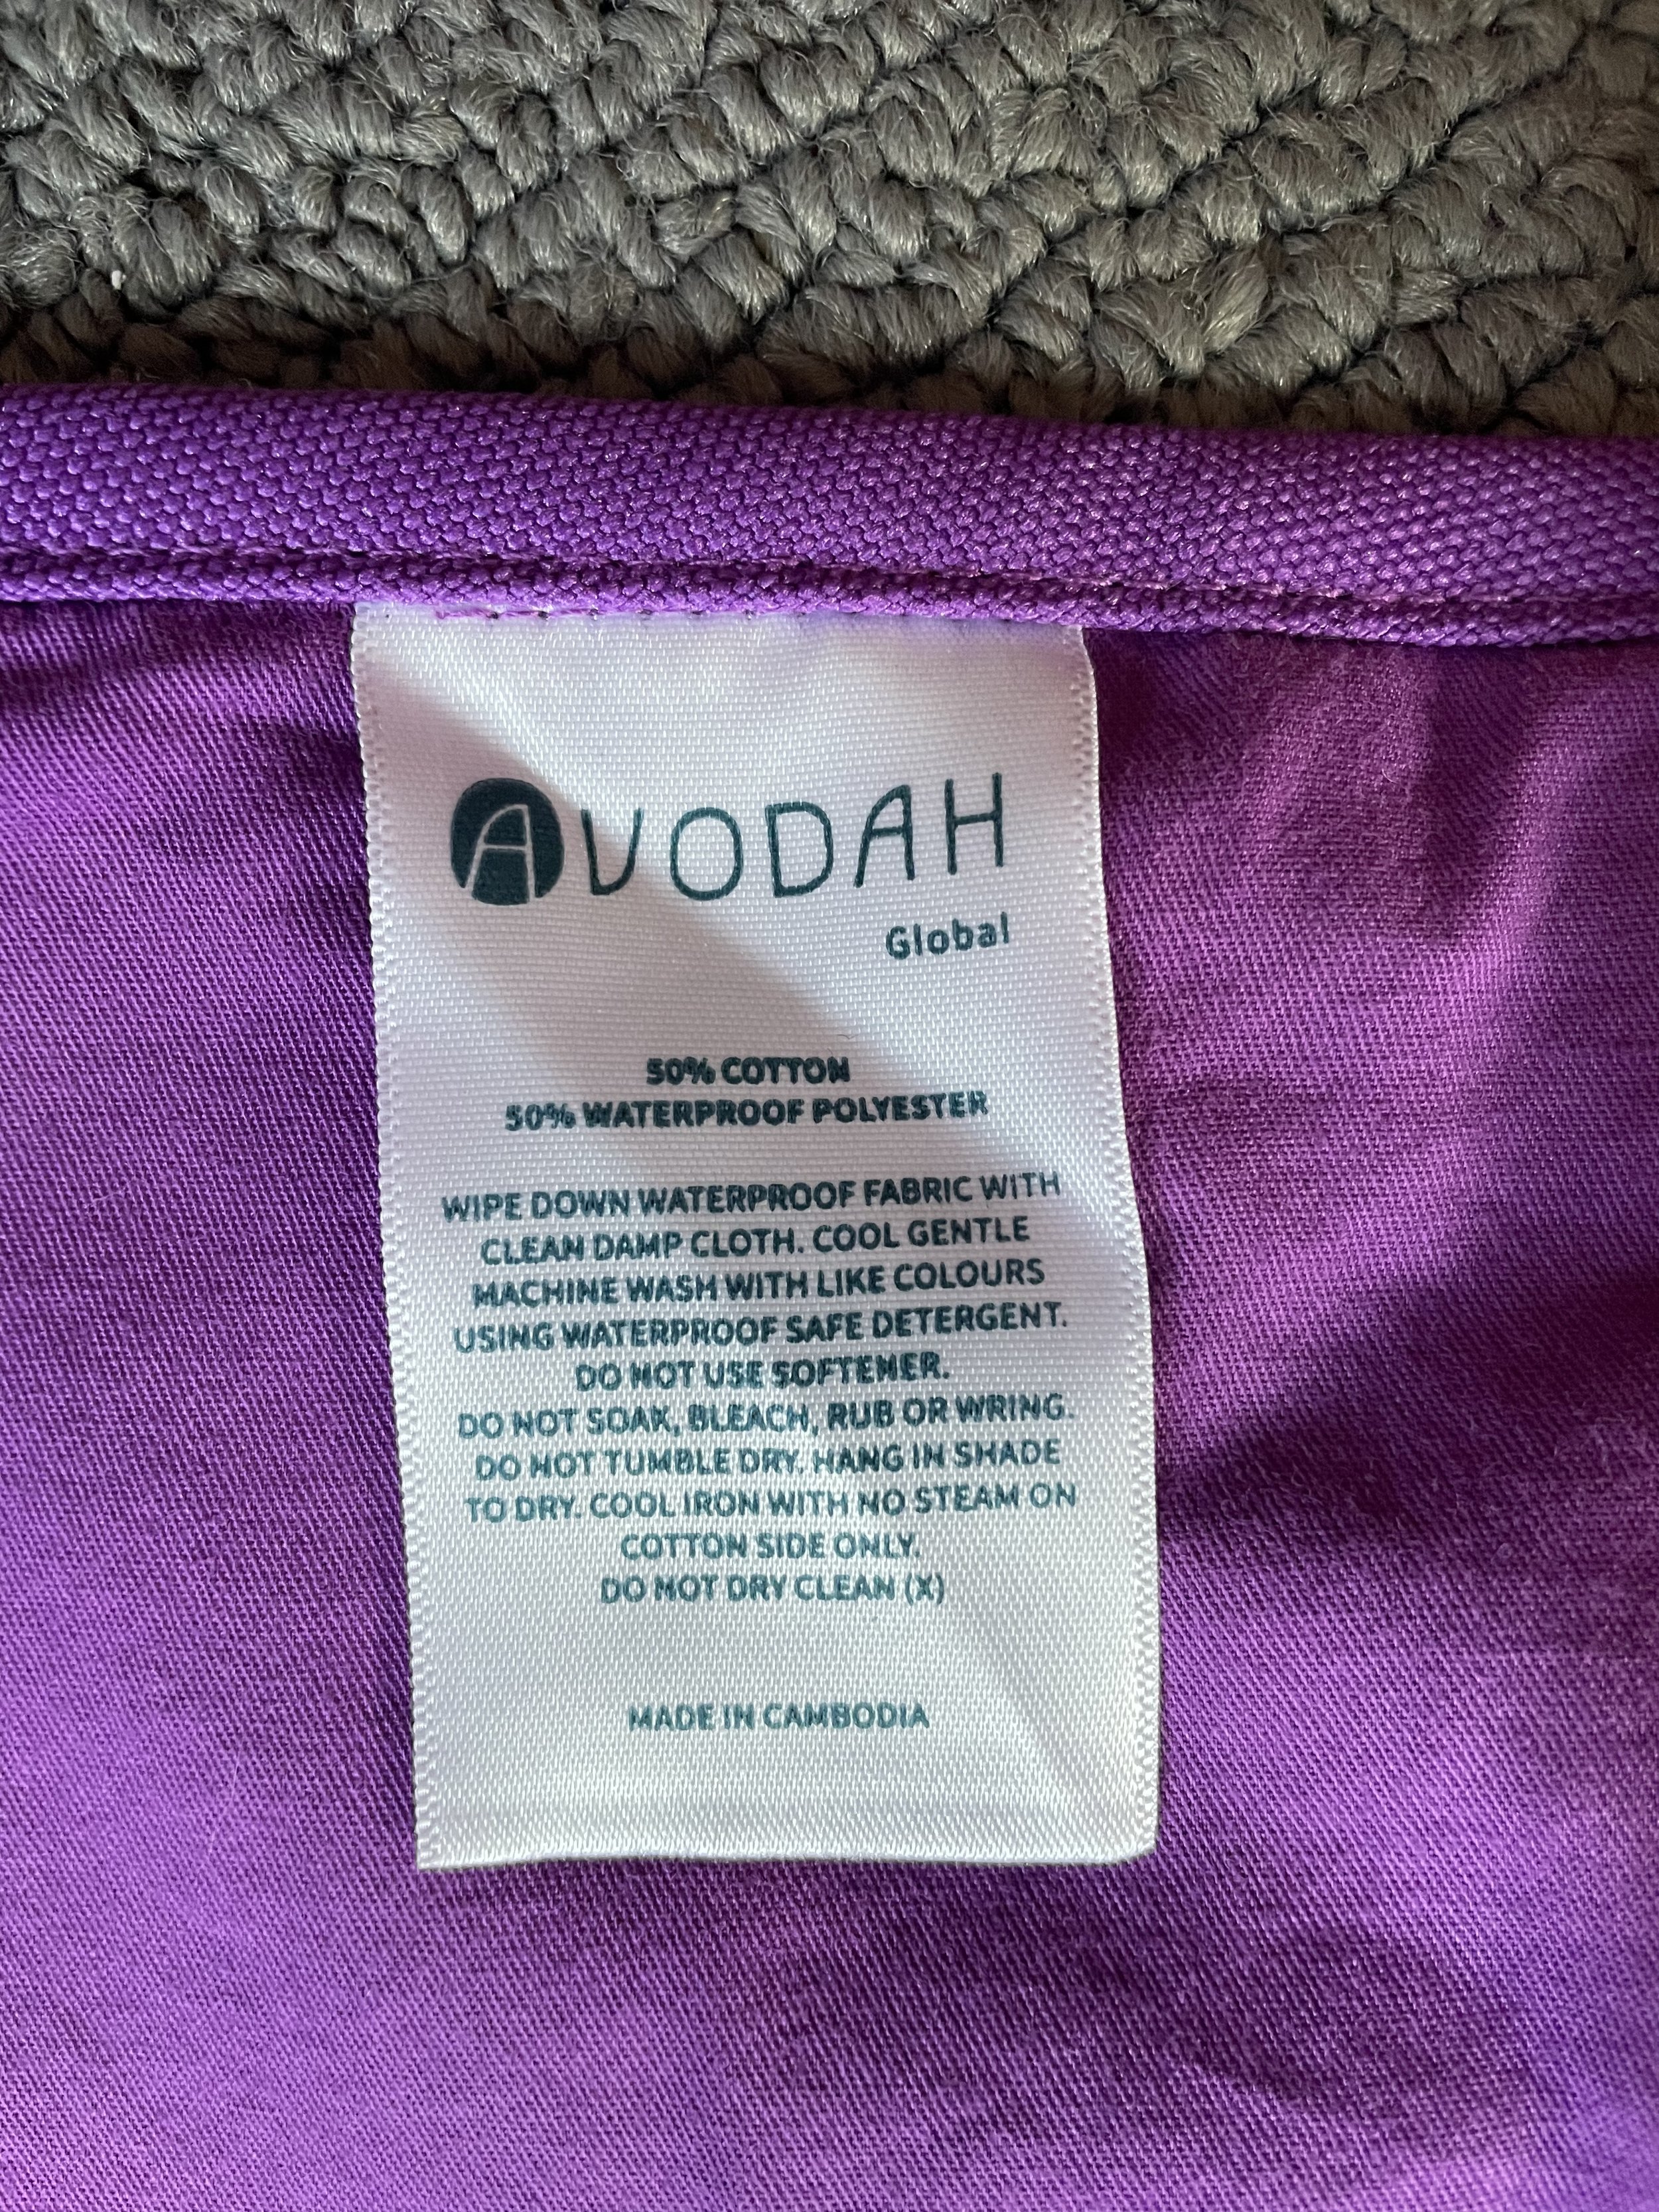 AVODAH
Global
50% COTTON
50% WATERPROOF POLYESTER
WIPE DOWN WATERPROOF FABRIC WITH
CLEAN DAMP CLOTH. COOL GENTLE
MACHINE WASH WITH LIKE COLOURS
USING WATERPROOF SAFE DETERGENT.
DO NOT USE SOFTENER.
DO NOT SOAK, BLEACH, RUB OR WRING.
DO NOT TUMBLE DRY. HANG IN SHADE
TO DRY. COOL IRON WITH NO STEAM ON
COTTON SIDE ONLY.
DO NOT DRY CLEAN (X)
MADE IN CAMBODIA